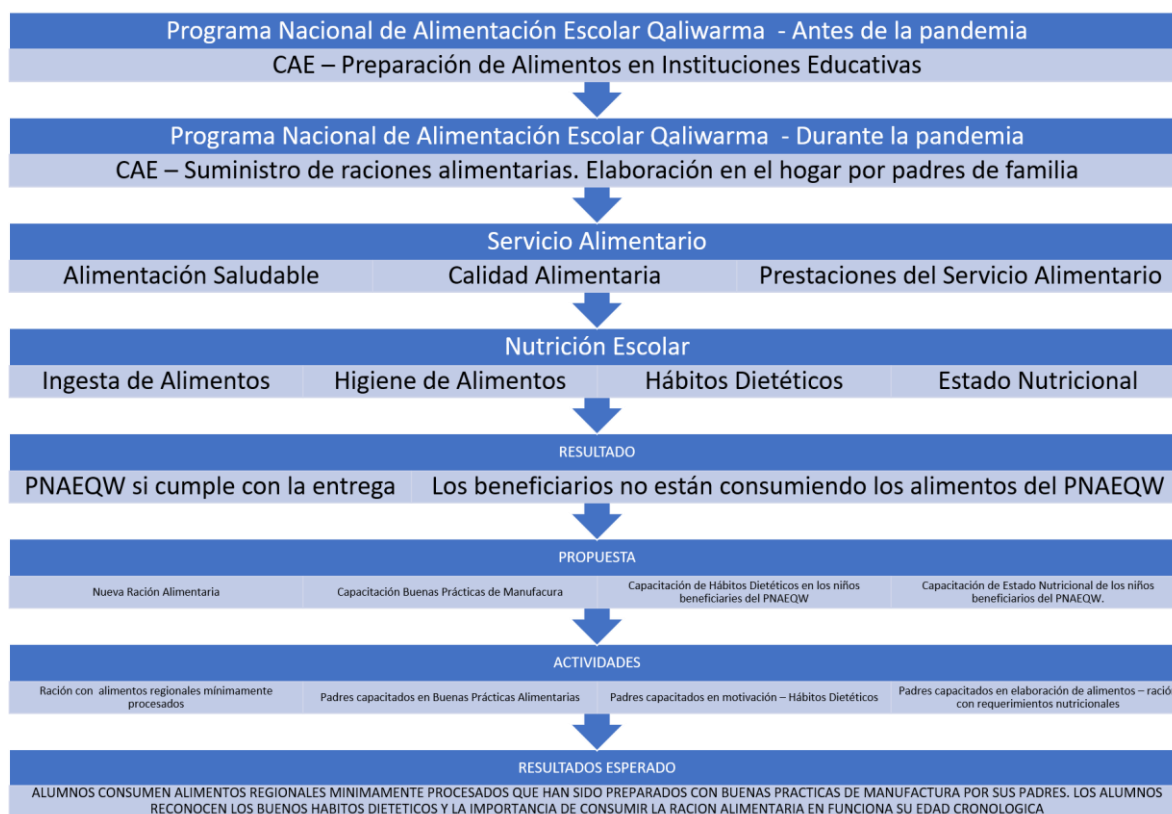 Programa Nacional de Alimentación Escolar Qaliwarma - Antes de la pandemia
CAE – Preparación de Alimentos en Instituciones Educativas
Programa Nacional de Alimentación Escolar Qaliwarma - Durante la pandemia
CAE – Suministro de raciones alimentarias. Elaboración en el hogar por padres de familia
Servicio Alimentario
Alimentación Saludable
Calidad Alimentaria
Prestaciones del Servicio Alimentario
Nutrición Escolar
Ingesta de Alimentos
Higiene de Alimentos
Hábitos Dietéticos
Estado Nutricional
RESULTADO
PNAEQW si cumple con la entrega
Los beneficiarios no están consumiendo los alimentos del PNAEQW
PROPUESTA
Nueva Ración Alimentaria
Capacitación Buenas Prácticas de Manufacura
Capacitación de Hábitos Dietéticos en los niños
beneficiaries del PNAEQW
Capacitación de Estado Nutricional de los niños
beneficiarios del PNAEQW.
ACTIVIDADES
Ración con alimentos regionales mínimamente
procesados
Padres capacitados en Buenas Prácticas Alimentarias
Padres capacitados en motivación – Hábitos Dietéticos
Padres capacitados en elaboración de alimentos – ració
con requerimientos nutricionales
RESULTADOS ESPERADO
ALUMNOS CONSUMEN ALIMENTOS REGIONALES MINIMAMENTE PROCESADOS QUE HAN SIDO PREPARADOS CON BUENAS PRACTICAS DE MANUFACTURA POR SUS PADRES. LOS ALUMNOS
RECONOCEN LOS BUENOS HABITOS DIETETICOS Y LA IMPORTANCIA DE CONSUMIR LA RACION ALIMENTARIA EN FUNCIONA SU EDAD CRONOLOGICA